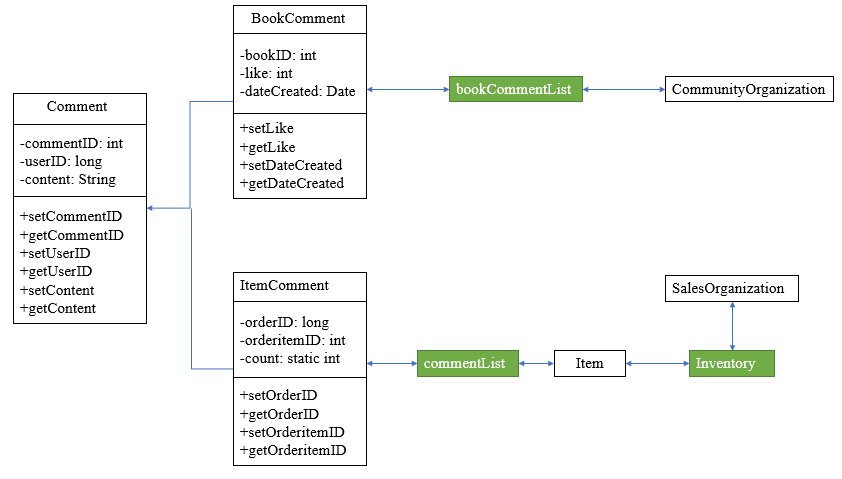 BookComment
-bookID: int
-like: int
-dateCreated: Date
+setLike
+getLike
+setDateCreated
+getDateCreated
bookCommentList
CommunityOrganization
Comment
-commentID: int
-userID: long
-content: String
+setCommentID
+getCommentID
+setUserID
+getUserID
+setContent
+getContent
ItemComment
-orderID: long
-orderitemID: int
-count: static int
+setOrderID
+getOrderID
+setOrderitemID
+getOrderitemID
commentList
Item
Inventory
SalesOrganization